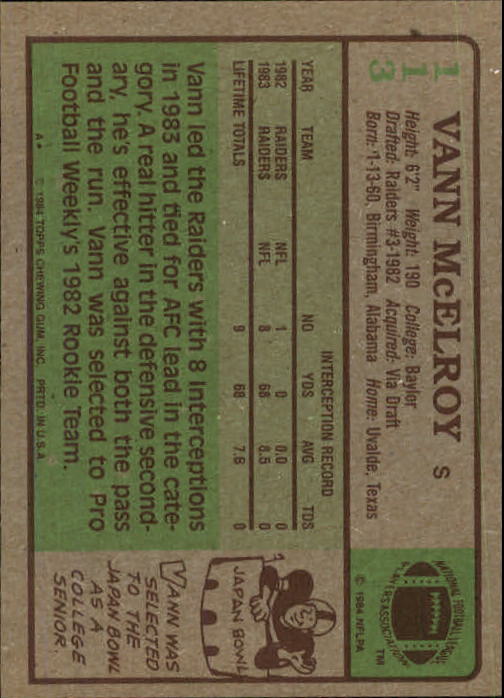 113
VANN McELROY S
Height: 6'2" Weight: 190 College: Baylor
Drafted: Raiders #3-1982 Acquired: Via Draft
Born: 1-13-60, Birmingham, Alabama Home: Uvalde, Texas
NATIONAL FOOTBALL LEAGUE
PLAYERS ASSOCIATION
TM
© 1984 NFLPA
INTERCEPTION RECORD
YEAR TEAM NO YDS AVG TDS
1982 RAIDERS NFL 1 0 0.0 0
1983 RAIDERS NFL 8 68 8.5 0
LIFETIME TOTALS 9 68 7.8 0
Vann led the Raiders with 8 Interceptions
in 1983 and tied for AFC lead in the cate-
gory. A real hitter in the defensive second-
ary, he's effective against both the pass
and the run. Vann was selected to Pro
Football Weekly's 1982 Rookie Team.
A* © 1984 TOPPS CHEWING GUM, INC. PRTD. IN U.S.A.
JAPAN BOWL
VANN WAS
SELECTED
TO THE
JAPAN BOWL
AS A
COLLEGE
SENIOR.